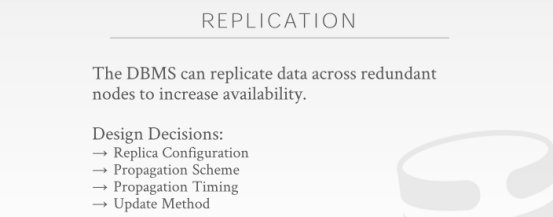 REPLICATION
The DBMS can replicate data across redundant
nodes to increase availability.
Design Decisions:
→ Replica Configuration
→ Propagation Scheme
→ Propagation Timing
→ Update Method